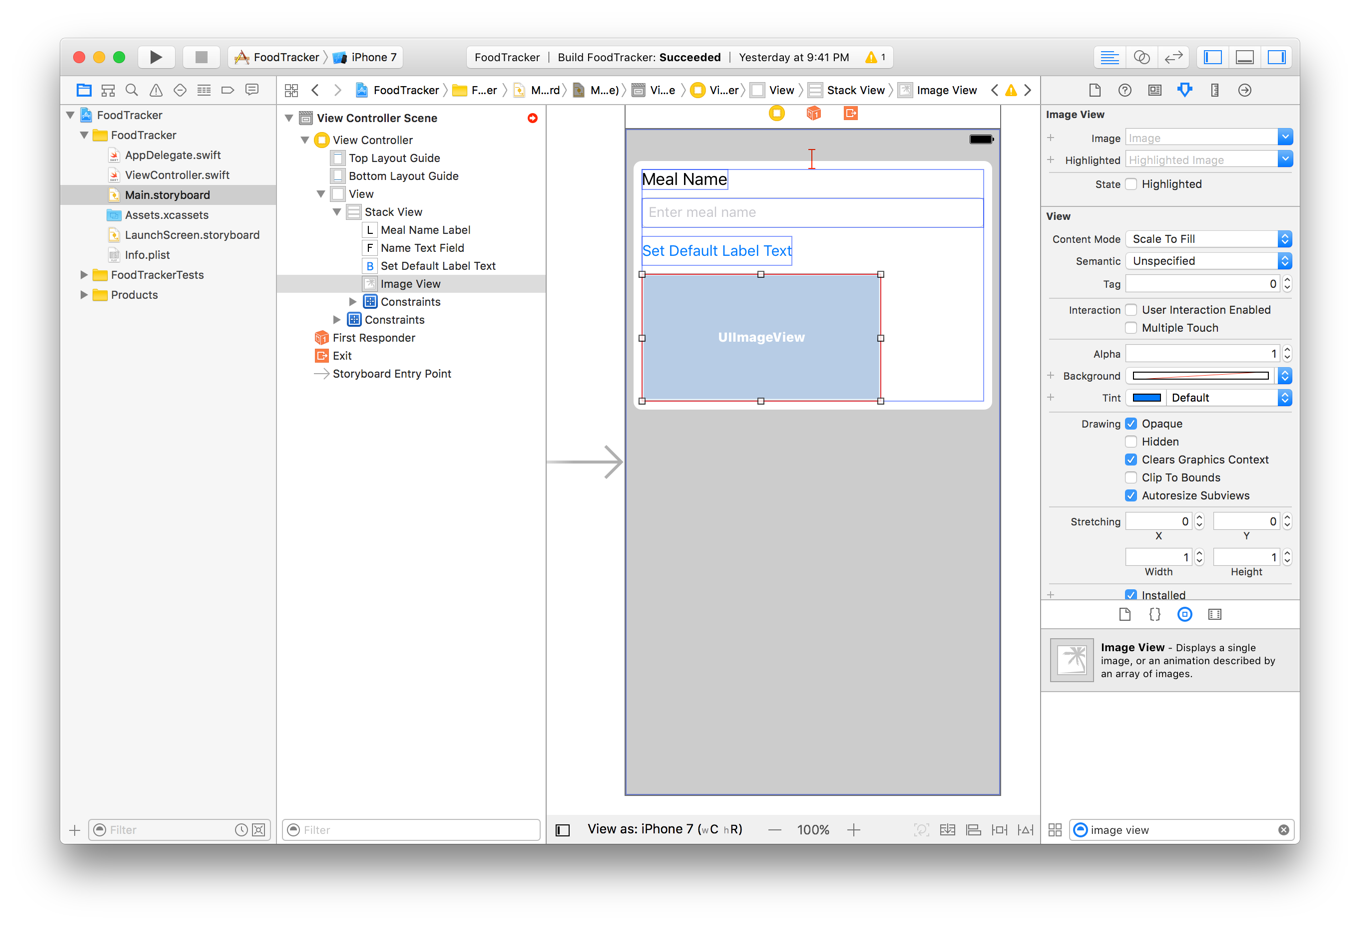 FoodTracker iPhone 7
FoodTracker | Build FoodTracker: Succeeded | Yesterday at 9:41 PM 1
FoodTracker F...er M...rd M...e) Vi...e Vi...er View Stack View Image View
FoodTracker
FoodTracker
AppDelegate.swift
ViewController.swift
Main.storyboard
Assets.xcassets
LaunchScreen.storyboard
Info.plist
FoodTrackerTests
Products
Filter
View Controller Scene
View Controller
Top Layout Guide
Bottom Layout Guide
View
Stack View
L Meal Name Label
F Name Text Field
B Set Default Label Text
Image View
Constraints
Constraints
First Responder
Exit
Storyboard Entry Point
Filter
Meal Name
Enter meal name
Set Default Label Text
UIImageView
View as: iPhone 7 (wC hR) — 100% +
Image View
Image Image
Highlighted Highlighted Image
State Highlighted
View
Content Mode Scale To Fill
Semantic Unspecified
Tag 0
Interaction User Interaction Enabled
Multiple Touch
Alpha 1
Background
Tint Default
Drawing Opaque
Hidden
Clears Graphics Context
Clip To Bounds
Autoresize Subviews
Stretching 0 0
X Y
1 1
Width Height
Installed
{}
Image View - Displays a single
image, or an animation described by
an array of images.
image view